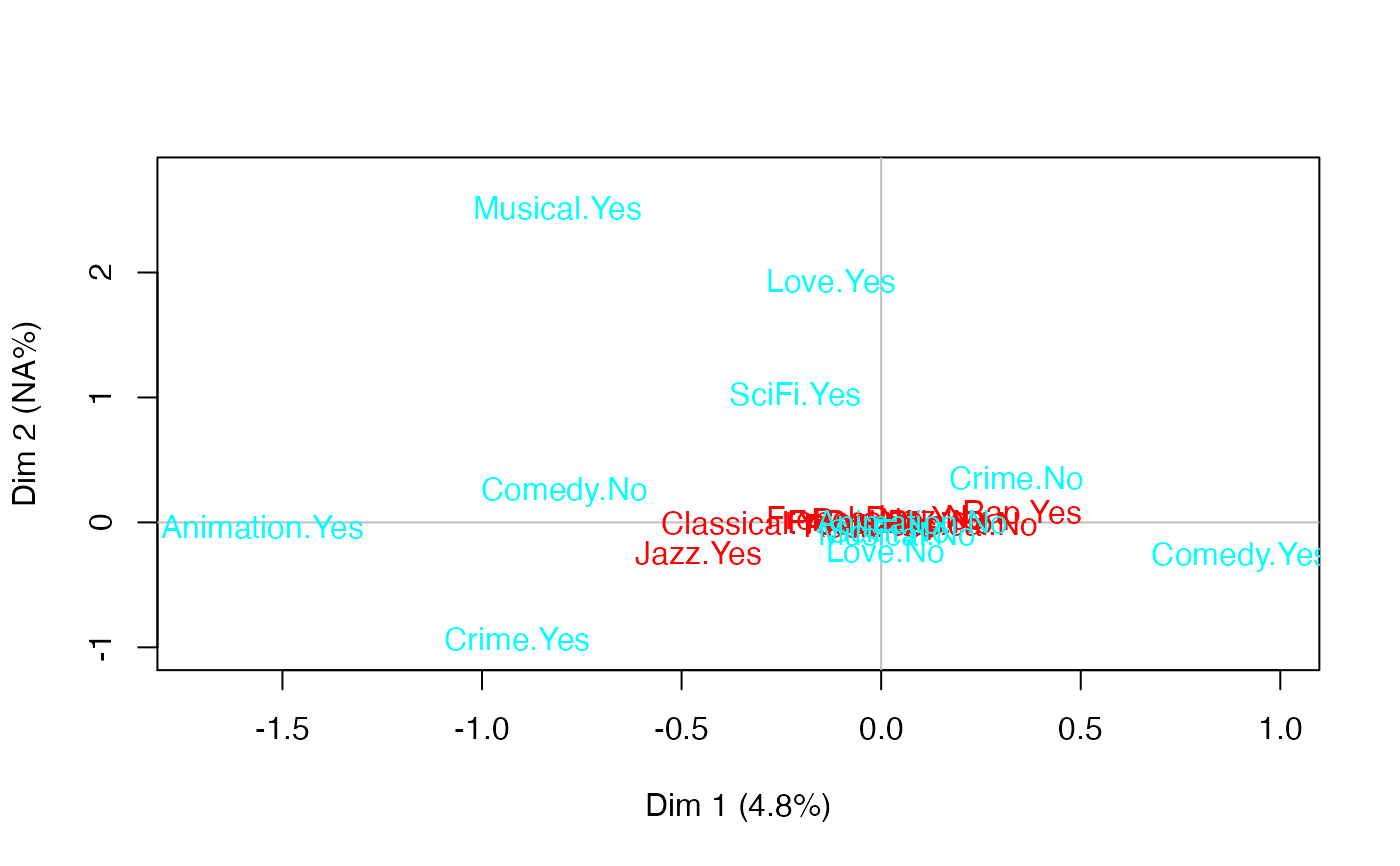 Musical.Yes
Love.Yes
SciFi.Yes
Crime.No
Comedy.No
Rap.Yes
Animation.Yes
Classical.
Jazz.Yes
Musical.No
Love.No
Comedy.Yes
Crime.Yes
2
1
0
-1
-1.5
-1.0
-0.5
0.0
0.5
1.0
Dim 1 (4.8%)
Dim 2 (NA%)